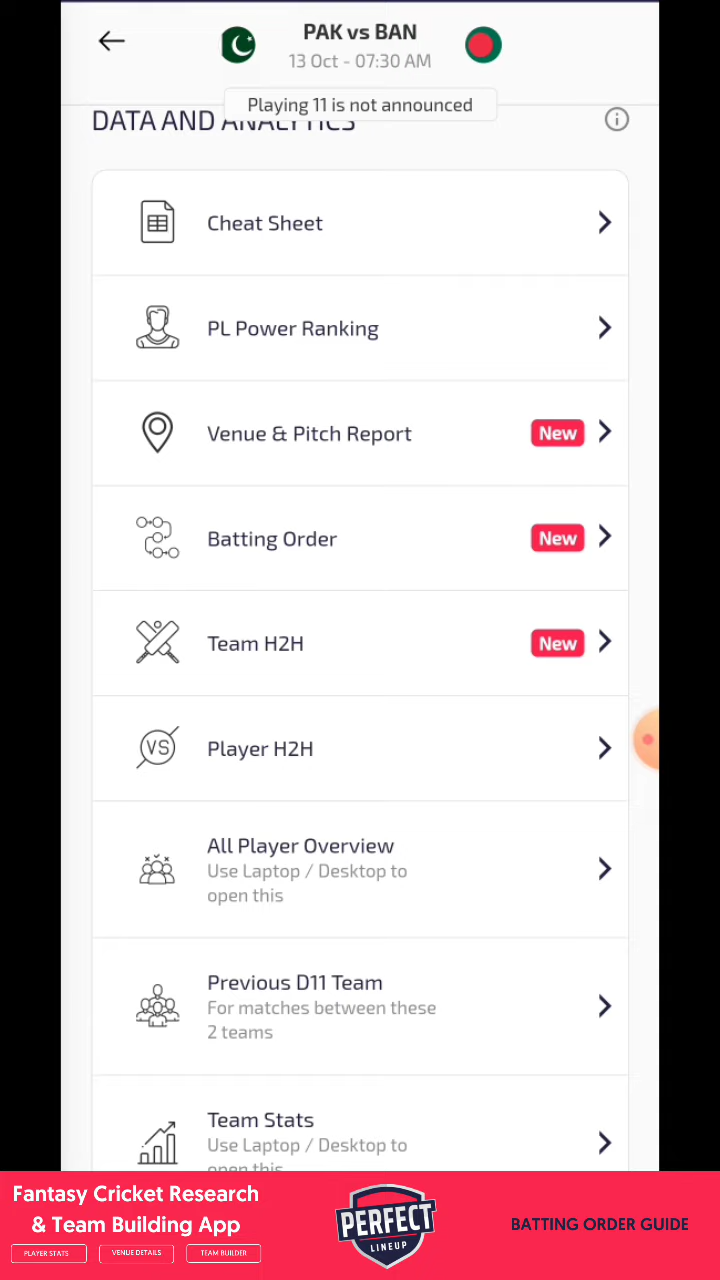 PAK vs BAN
13 Oct - 07:30 AM
Playing 11 is not announced
DATA AND ANALYTICS
Cheat Sheet
PL Power Ranking
Venue & Pitch Report
New
Batting Order
New
Team H2H
New
VS
Player H2H
All Player Overview
Use Laptop / Desktop to
open this
Previous D11 Team
For matches between these
2 teams
Team Stats
Use Laptop / Desktop to
open this
Fantasy Cricket Research
& Team Building App
PLAYER STATS
VENUE DETAILS
TEAM BUILDER
PERFECT
LINEUP
BATTING ORDER GUIDE